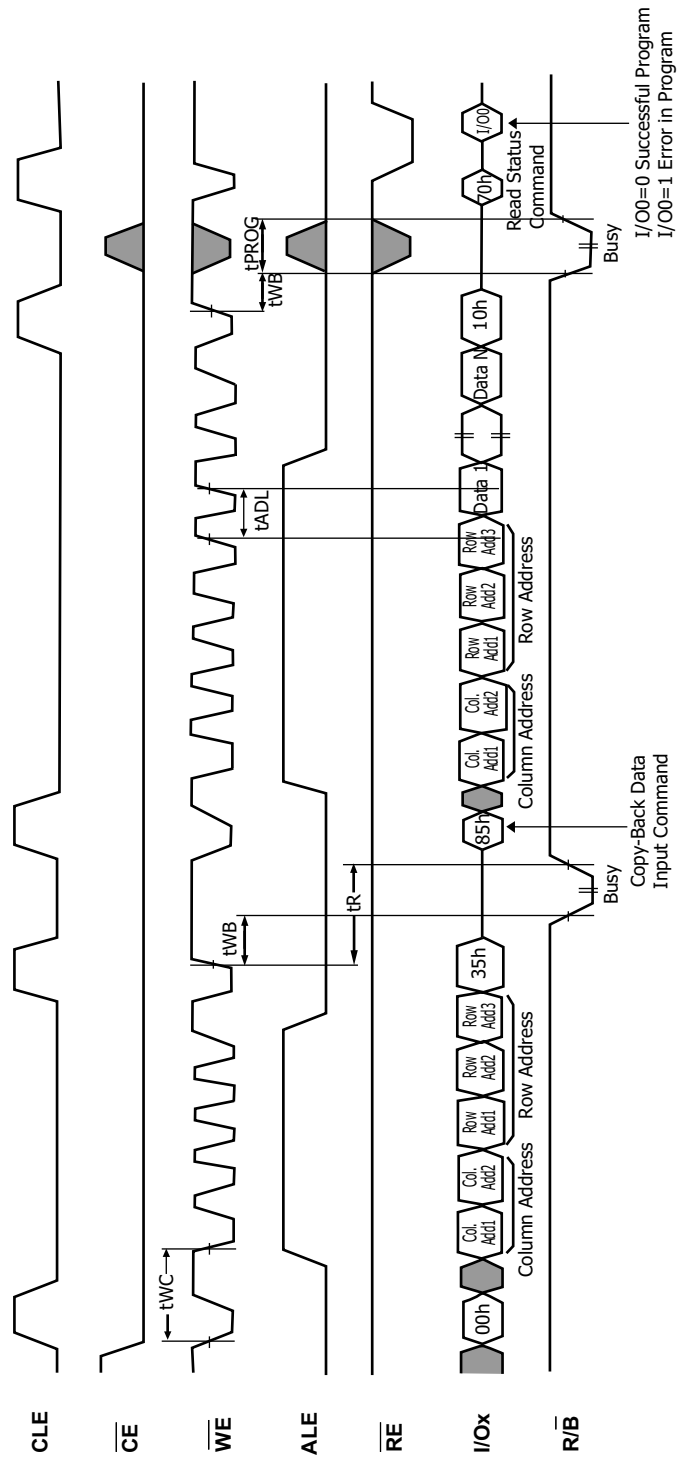 CLE
CE
WE
ALE
RE
I/Ox
R/B
tWC
tWB
tR
tADL
tWB
tPROG
00h
Col.
Add1
Col.
Add2
Row
Add1
Row
Add2
Row
Add3
35h
85h
Col.
Add1
Col.
Add2
Row
Add1
Row
Add2
Row
Add3
Data 1
Data N
10h
70h
I/O0
Column Address
Row Address
Column Address
Row Address
Read Status
Command
Busy
Busy
Copy-Back Data
Input Command
I/O0=0 Successful Program
I/O0=1 Error in Program